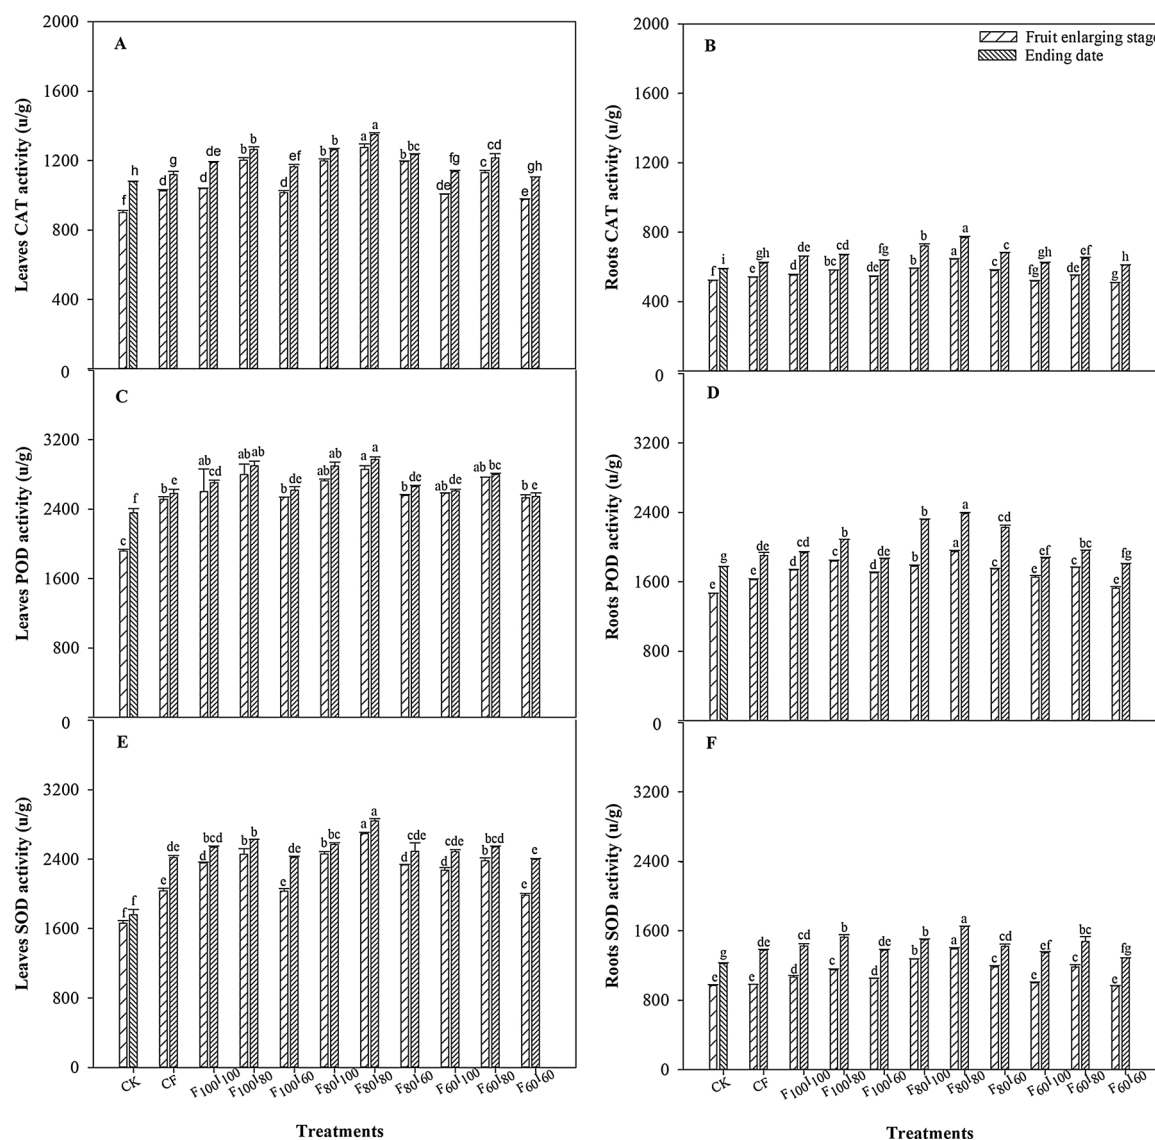 A
Leaves CAT activity (u/g)
2000
1600
1200
800
400
0
f h d g d de b b d ef b b a a b bc de fg c cd e gh
B
Fruit enlarging stage
Ending date
Roots CAT activity (u/g)
2000
1600
1200
800
400
0
f i e gh d de bc cd de fg b b a a c c fg gh de ef g h
C
Leaves POD activity (u/g)
3200
2400
1600
800
0
c f b e ab cd ab ab b de ab ab a a b de ab de ab bc b e
D
Roots POD activity (u/g)
3200
2400
1600
800
0
e g e de d cd c b d de b b a a c cd e ef c bc e fg
E
Leaves SOD activity (u/g)
3200
2400
1600
800
0
f f e de d bcd b b e de b bc a a d cde d cde b bcd e e
CK CF F100I100 F100I80 F100I60 F80I100 F80I80 F80I60 F60I100 F60I80 F60I60
Treatments
F
Roots SOD activity (u/g)
3200
2400
1600
800
0
e g e de d cd c b d de b b a a c cd e ef c bc e fg
CK CF F100I100 F100I80 F100I60 F80I100 F80I80 F80I60 F60I100 F60I80 F60I60
Treatments